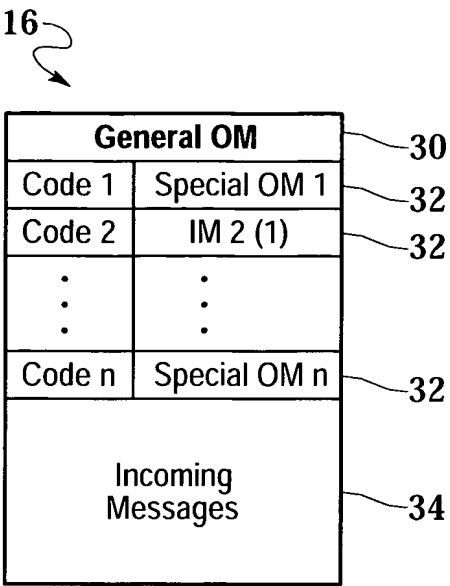 16
General OM 30
Code 1 Special OM 1 32
Code 2 IM 2 (1) 32
Code n Special OM n 32
Incoming
Messages
34